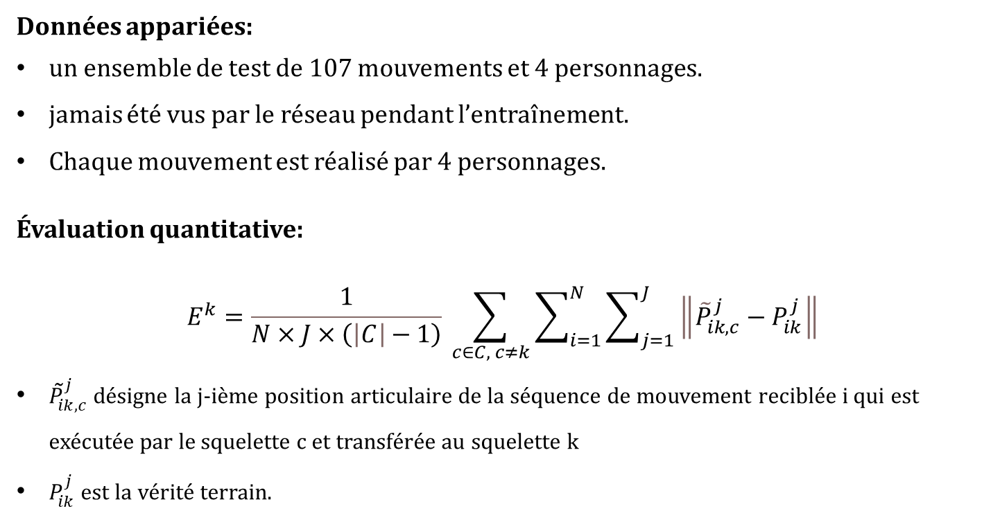 Données appariées:
• un ensemble de test de 107 mouvements et 4 personnages.
• jamais été vus par le réseau pendant l'entraînement.
• Chaque mouvement est réalisé par 4 personnages.
Évaluation quantitative:
$E^k = \frac{1}{N \times J \times (|C| - 1)} \sum_{c \in C,\, c \neq k} \sum_{i=1}^{N} \sum_{j=1}^{J} \left\| \tilde{P}_{ik,c}^{j} - P_{ik}^{j} \right\|$
• $\tilde{P}_{ik,c}^{j}$ désigne la j-ième position articulaire de la séquence de mouvement reciblée i qui est
exécutée par le squelette c et transférée au squelette k
• $P_{ik}^{j}$ est la vérité terrain.